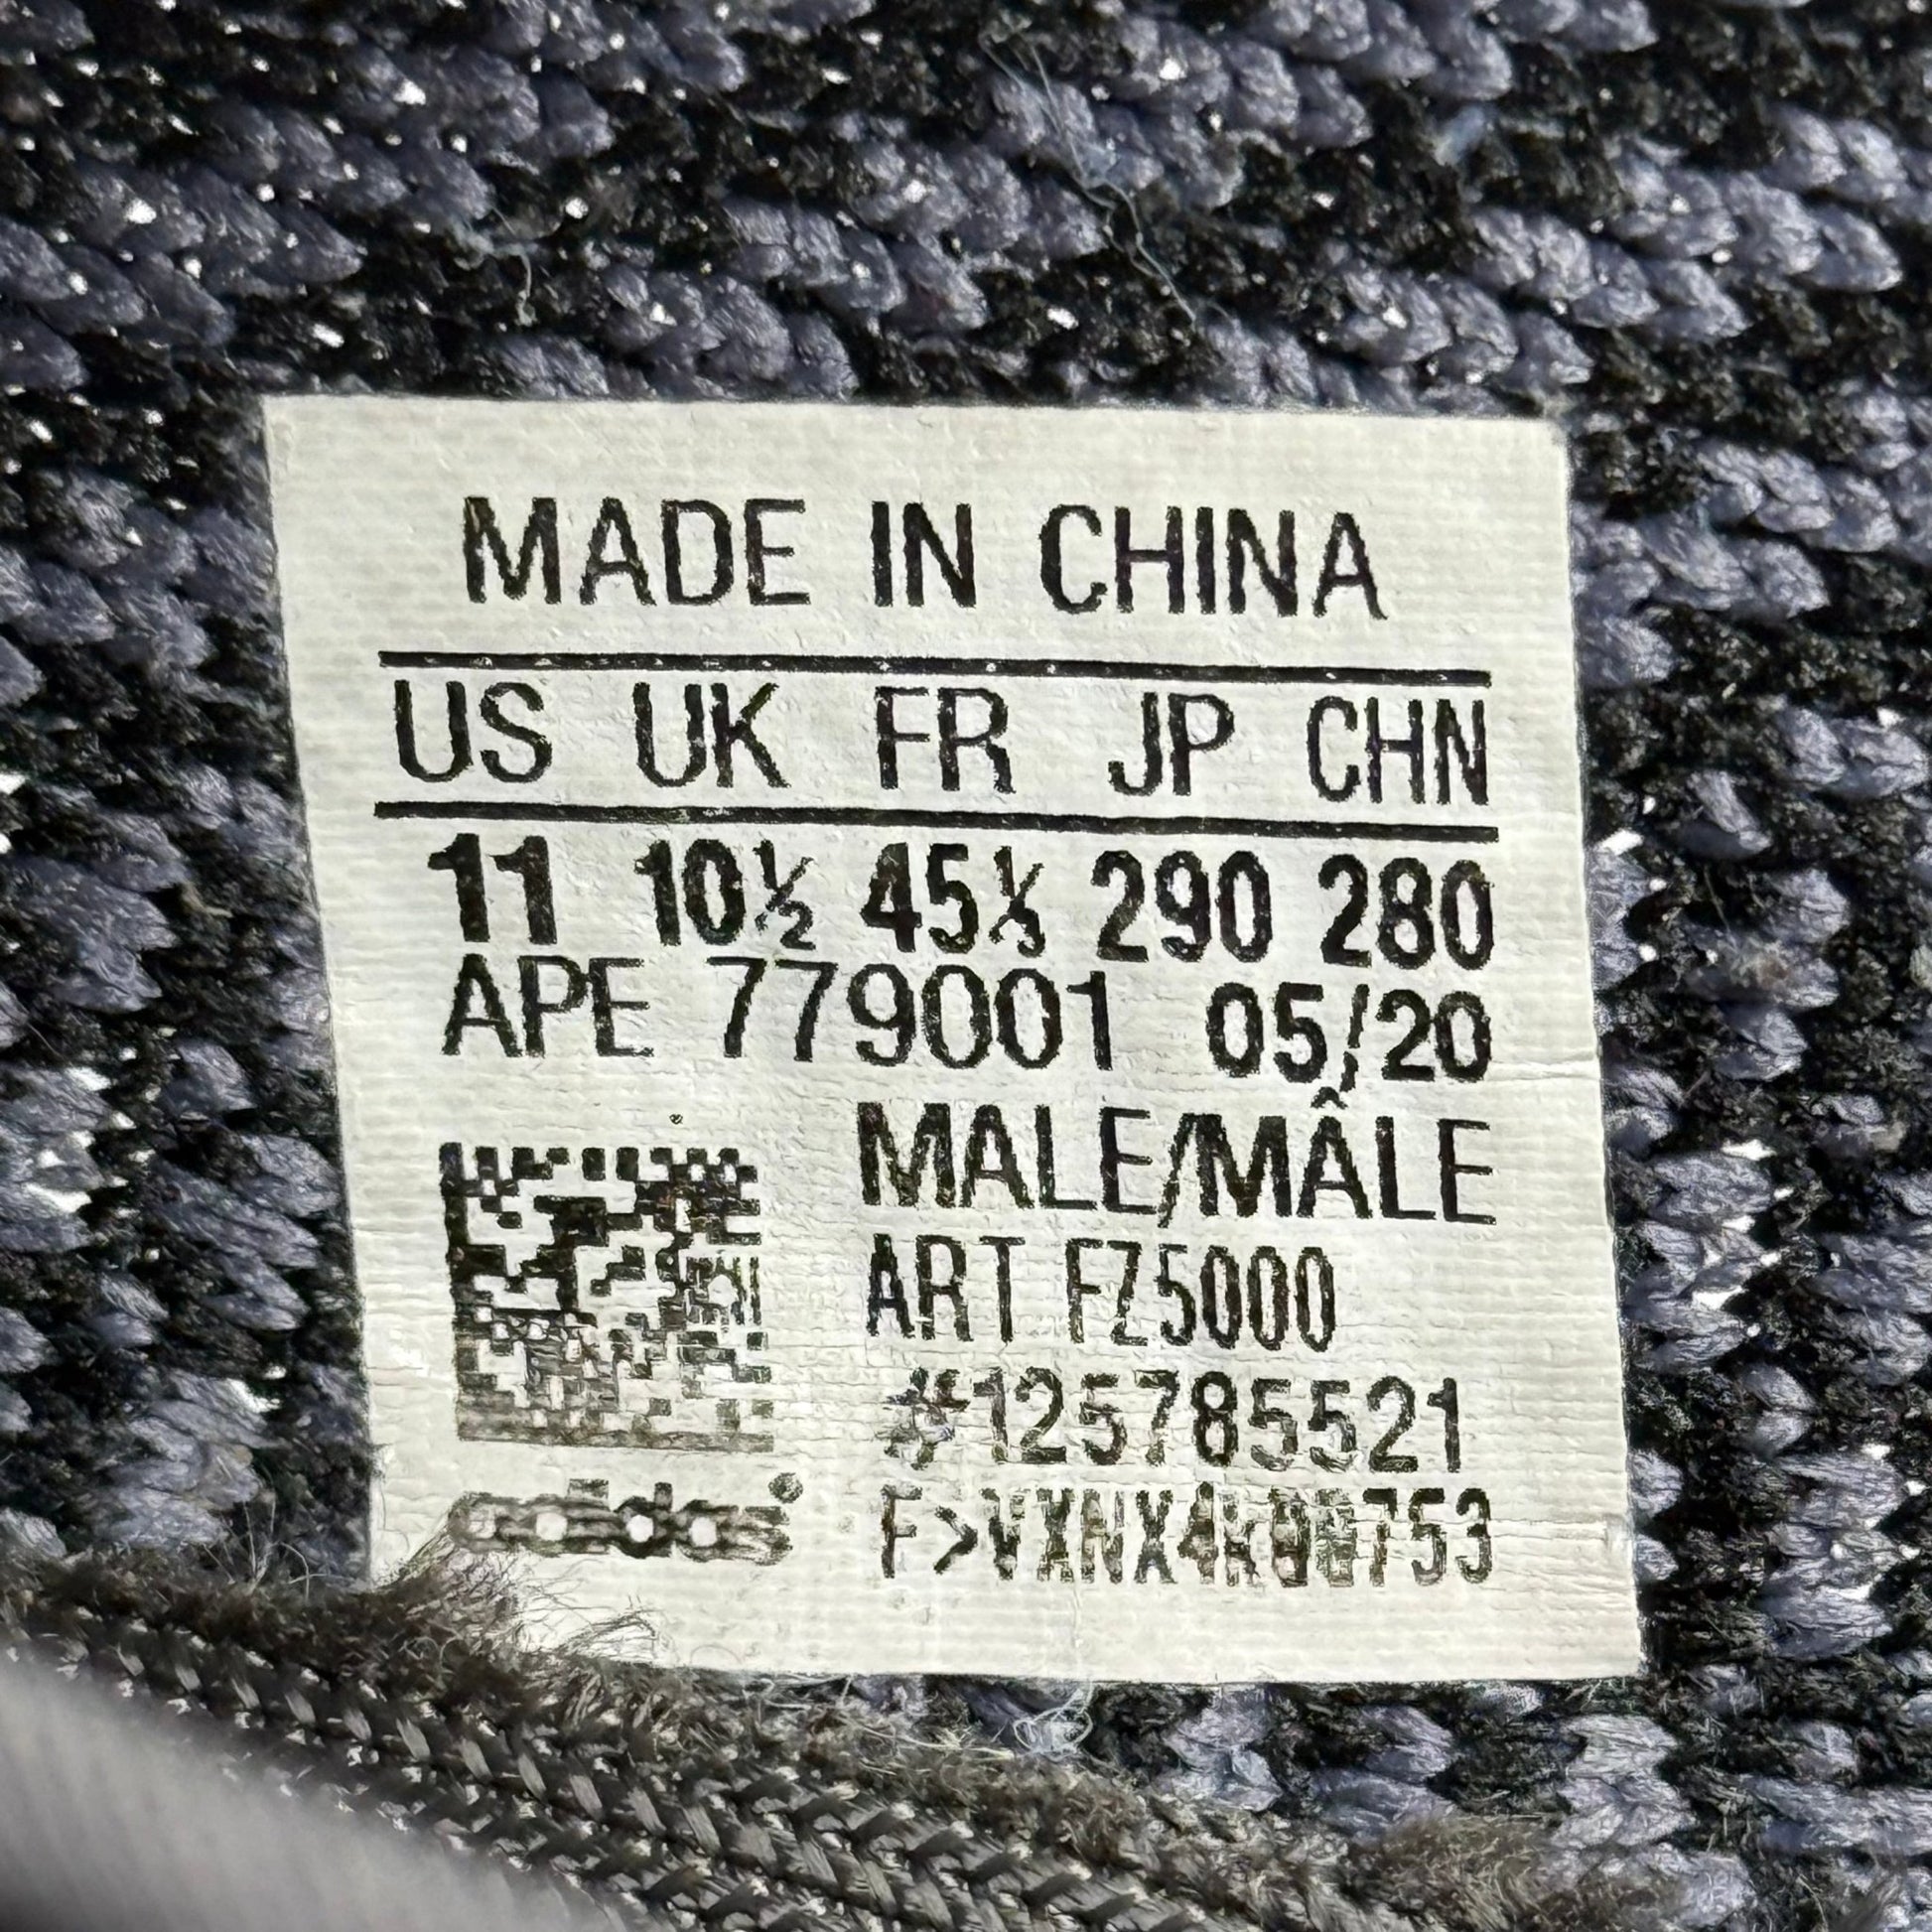 MADE IN CHINA
US UK FR JP CHN
11 10½ 45⅓ 290 280
APE 779001 05/20
MALE/MÂLE
ART FZ5000
#125785521
adidas